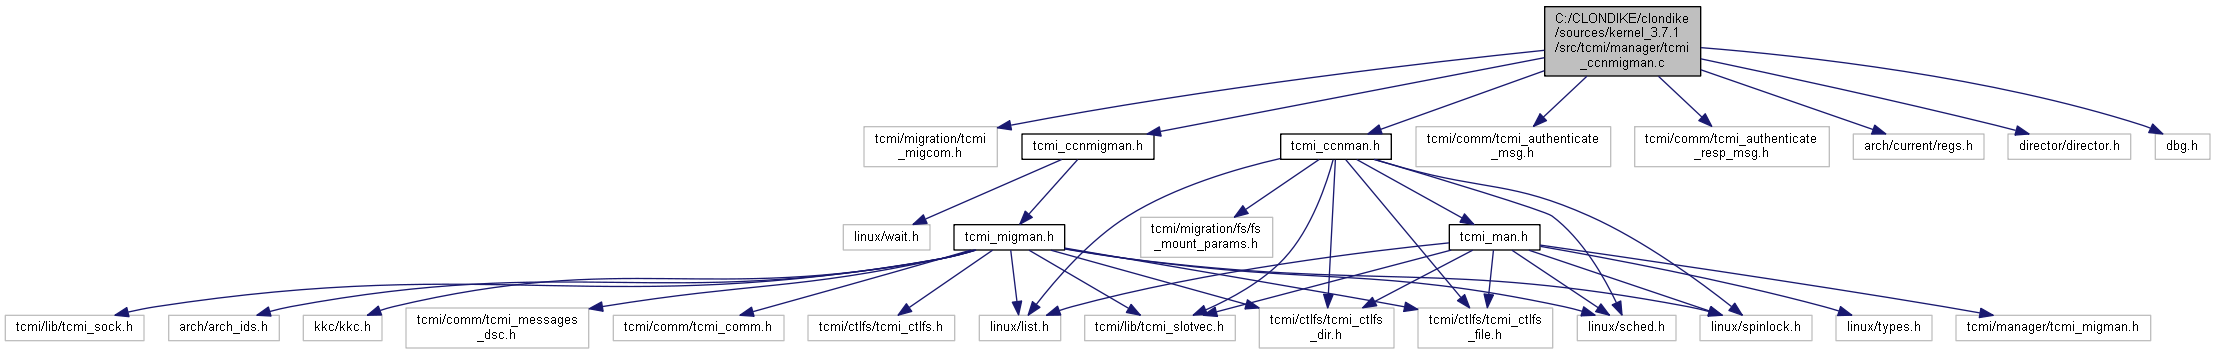 C:/CLONDIKE/clondike
/sources/kernel_3.7.1
/src/tcmi/manager/tcmi
_ccnmigman.c
tcmi/migration/tcmi
_migcom.h
tcmi_ccnmigman.h
tcmi_ccnman.h
tcmi/comm/tcmi_authenticate
_msg.h
tcmi/comm/tcmi_authenticate
_resp_msg.h
arch/current/regs.h
director/director.h
dbg.h
linux/wait.h
tcmi_migman.h
tcmi/migration/fs/fs
_mount_params.h
tcmi_man.h
tcmi/lib/tcmi_sock.h
arch/arch_ids.h
kkc/kkc.h
tcmi/comm/tcmi_messages
_dsc.h
tcmi/comm/tcmi_comm.h
tcmi/ctlfs/tcmi_ctlfs.h
linux/list.h
tcmi/lib/tcmi_slotvec.h
tcmi/ctlfs/tcmi_ctlfs
_dir.h
tcmi/ctlfs/tcmi_ctlfs
_file.h
linux/sched.h
linux/spinlock.h
linux/types.h
tcmi/manager/tcmi_migman.h